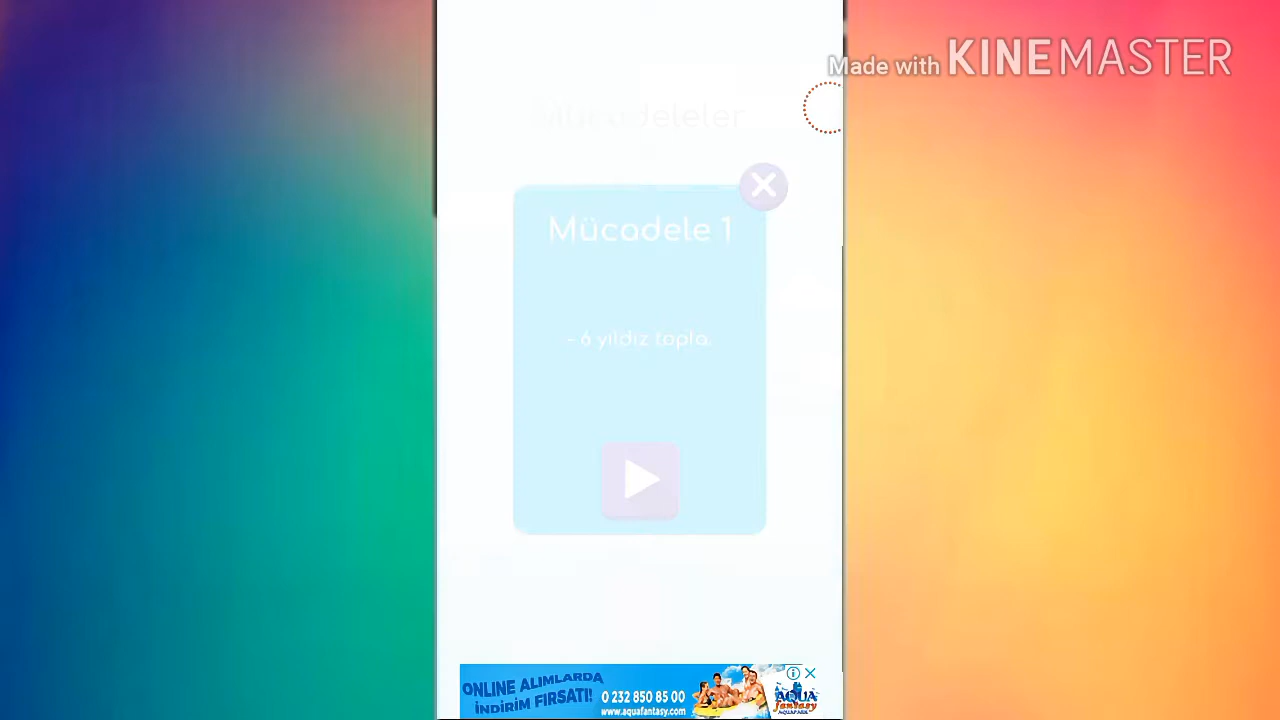 Made with KINEMASTER
Mücadeleler
Mücadele 1
- 6 yıldız topla.
ONLINE ALIMLARDA
İNDİRİM FIRSATI!
0 232 850 85 00
www.aquafantasy.com
AQUA
fantasy
AQUAPARK